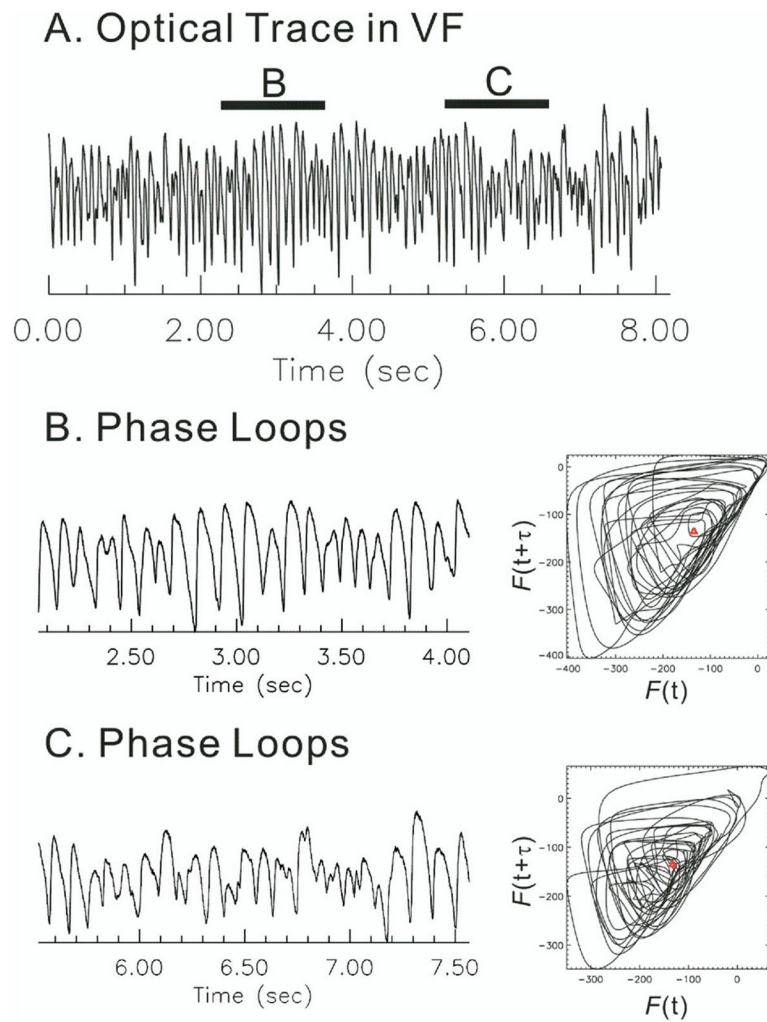 A. Optical Trace in VF
B C
0.00 2.00 4.00 6.00 8.00
Time (sec)
B. Phase Loops
2.50 3.00 3.50 4.00
Time (sec)
0
−100
−200
−300
−400
F(t+τ)
−400 −300 −200 −100 0
F(t)
C. Phase Loops
6.00 6.50 7.00 7.50
Time (sec)
0
−100
−200
−300
F(t+τ)
−300 −200 −100 0
F(t)